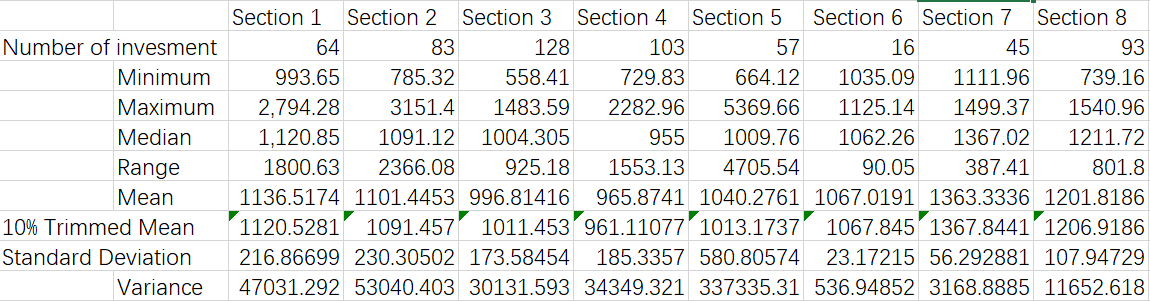 Section 1 Section 2 Section 3 Section 4 Section 5 Section 6 Section 7 Section 8
Number of invesment 64 83 128 103 57 16 45 93
Minimum 993.65 785.32 558.41 729.83 664.12 1035.09 1111.96 739.16
Maximum 2,794.28 3151.4 1483.59 2282.96 5369.66 1125.14 1499.37 1540.96
Median 1,120.85 1091.12 1004.305 955 1009.76 1062.26 1367.02 1211.72
Range 1800.63 2366.08 925.18 1553.13 4705.54 90.05 387.41 801.8
Mean 1136.5174 1101.4453 996.81416 965.8741 1040.2761 1067.0191 1363.3336 1201.8186
10% Trimmed Mean 1120.5281 1091.457 1011.453 961.11077 1013.1737 1067.845 1367.8441 1206.9186
Standard Deviation 216.86699 230.30502 173.58454 185.3357 580.80574 23.17215 56.292881 107.94729
Variance 47031.292 53040.403 30131.593 34349.321 337335.31 536.94852 3168.8885 11652.618